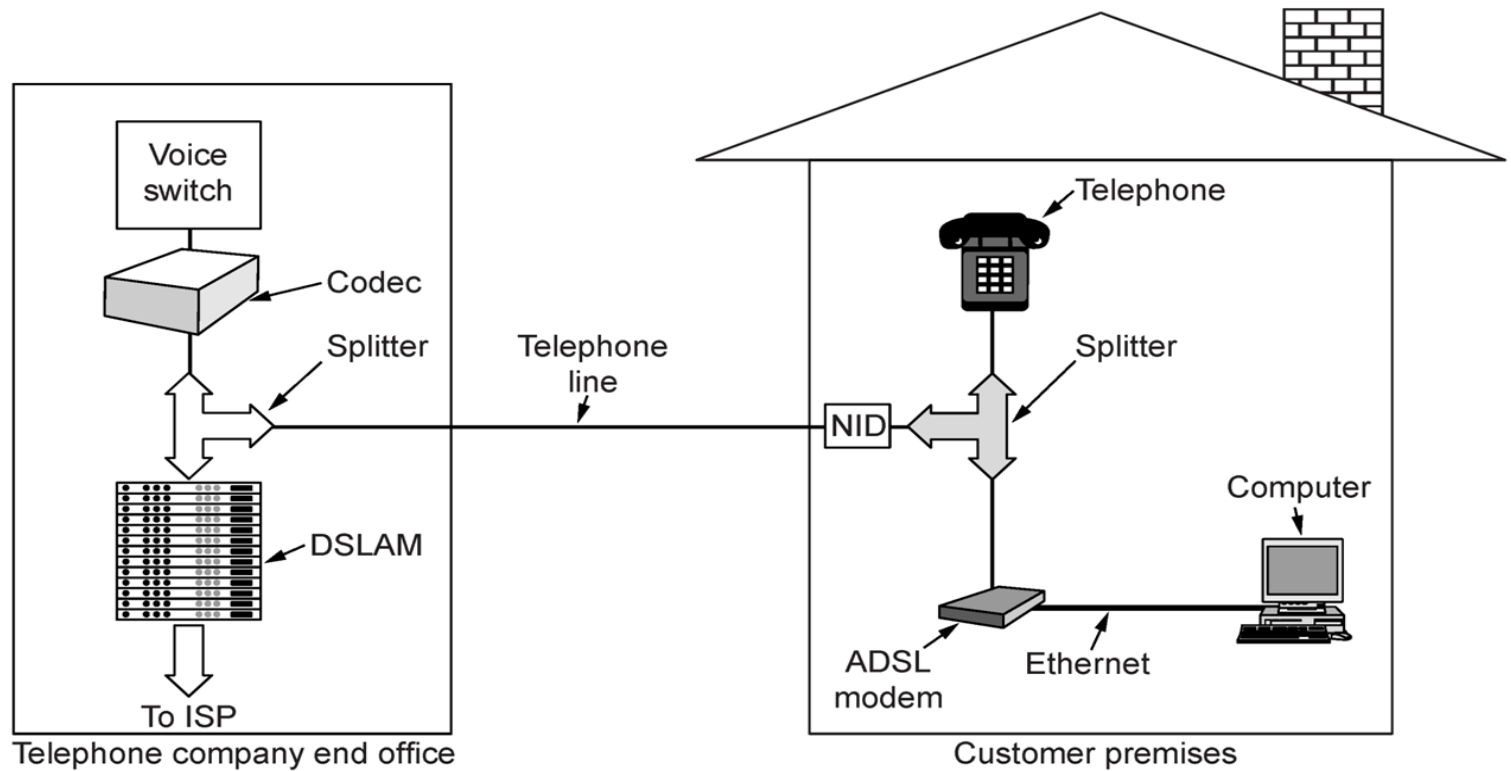 Voice
switch
Codec
Splitter
DSLAM
To ISP
Telephone company end office
Telephone
line
NID
Telephone
Splitter
Computer
ADSL
modem
Ethernet
Customer premises